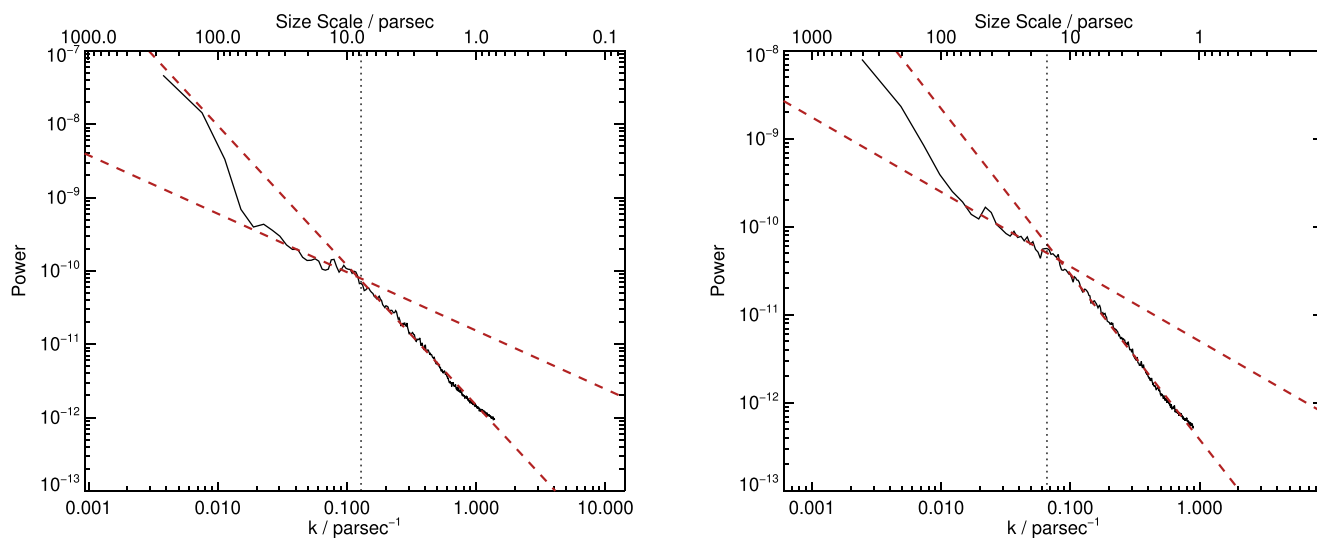 Size Scale / parsec
1000.0 100.0 10.0 1.0 0.1
10⁻⁷
10⁻⁸
10⁻⁹
10⁻¹⁰
10⁻¹¹
10⁻¹²
10⁻¹³
Power
0.001 0.010 0.100 1.000 10.000
k / parsec⁻¹
Size Scale / parsec
1000 100 10 1
10⁻⁸
10⁻⁹
10⁻¹⁰
10⁻¹¹
10⁻¹²
10⁻¹³
Power
0.001 0.010 0.100 1.000
k / parsec⁻¹